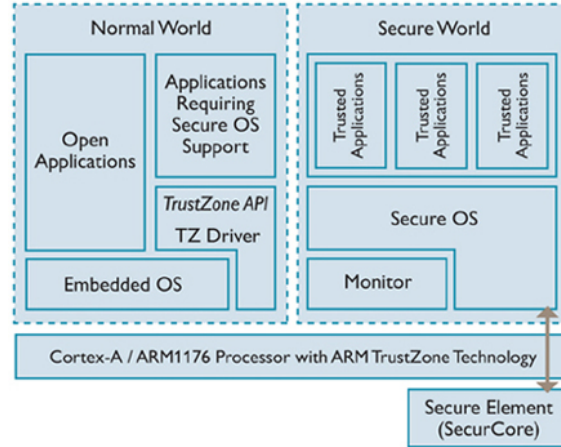 Normal World
Open
Applications
Applications
Requiring
Secure OS
Support
TrustZone API
TZ Driver
Embedded OS
Secure World
Trusted
Applications
Trusted
Applications
Trusted
Applications
Secure OS
Monitor
Cortex-A / ARM1176 Processor with ARM TrustZone Technology
Secure Element
(SecurCore)